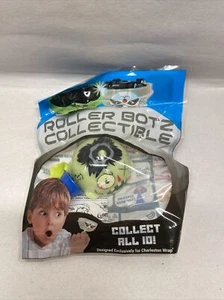 ROLLER BOTZ
COLLECTIBLE
COLLECT
ALL 10!
Designed Exclusively for Charleston Wrap